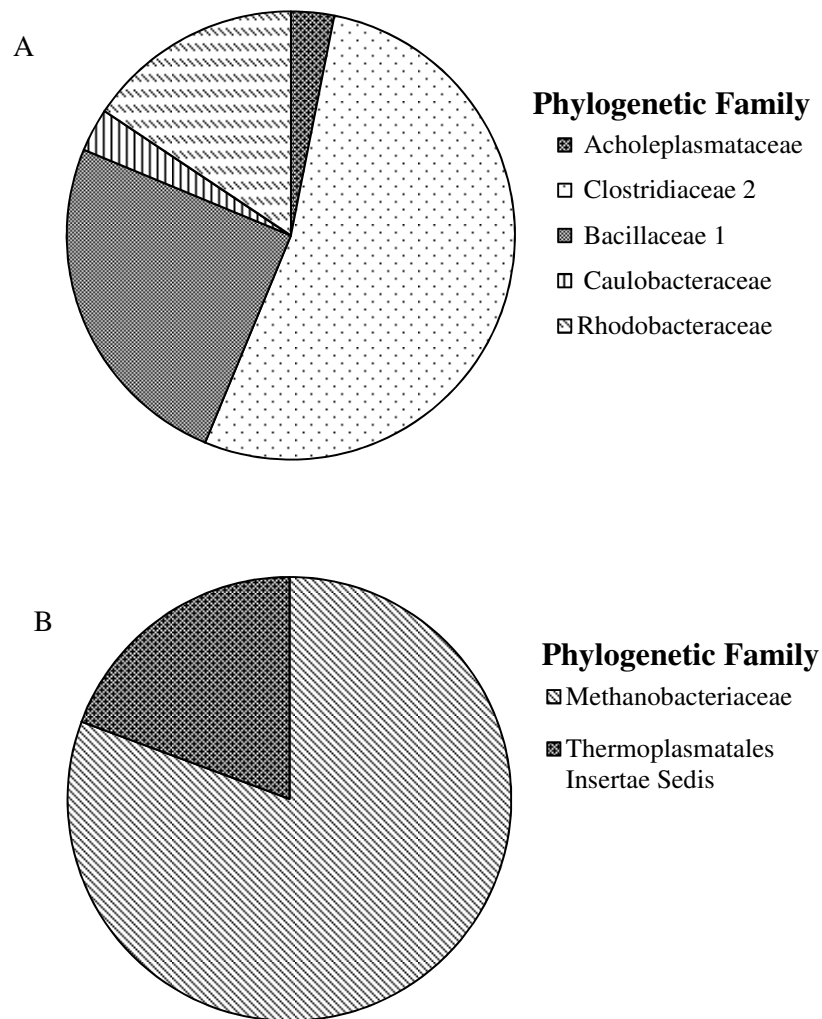 A
Phylogenetic Family
Acholeplasmataceae
Clostridiaceae 2
Bacillaceae 1
Caulobacteraceae
Rhodobacteraceae
B
Phylogenetic Family
Methanobacteriaceae
Thermoplasmatales
Insertae Sedis